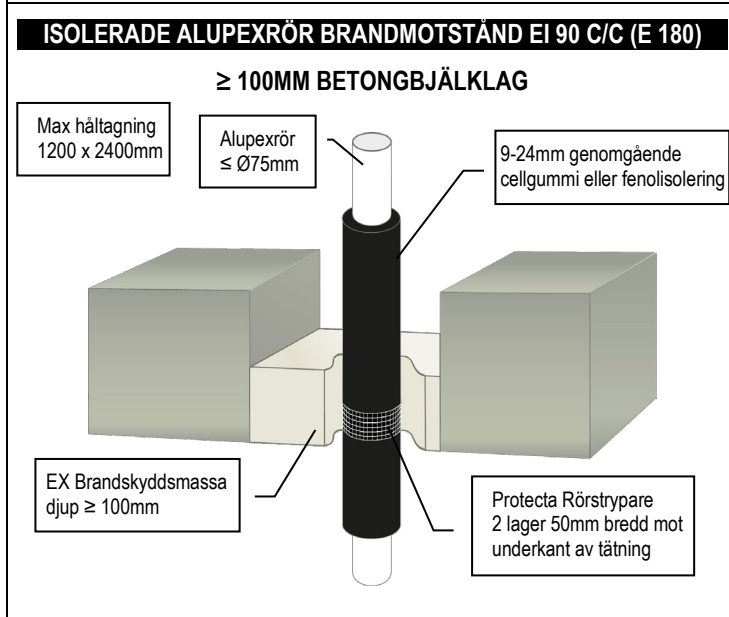 ISOLERADE ALUPEXRÖR BRANDMOTSTÅND EI 90 C/C (E 180)
≥ 100MM BETONGBJÄLKLAG
Max håltagning
1200 x 2400mm
Alupexrör
≤ Ø75mm
9-24mm genomgående
cellgummi eller fenolisolering
EX Brandskyddsmassa
djup ≥ 100mm
Protecta Rörstrypare
2 lager 50mm bredd mot
underkant av tätning